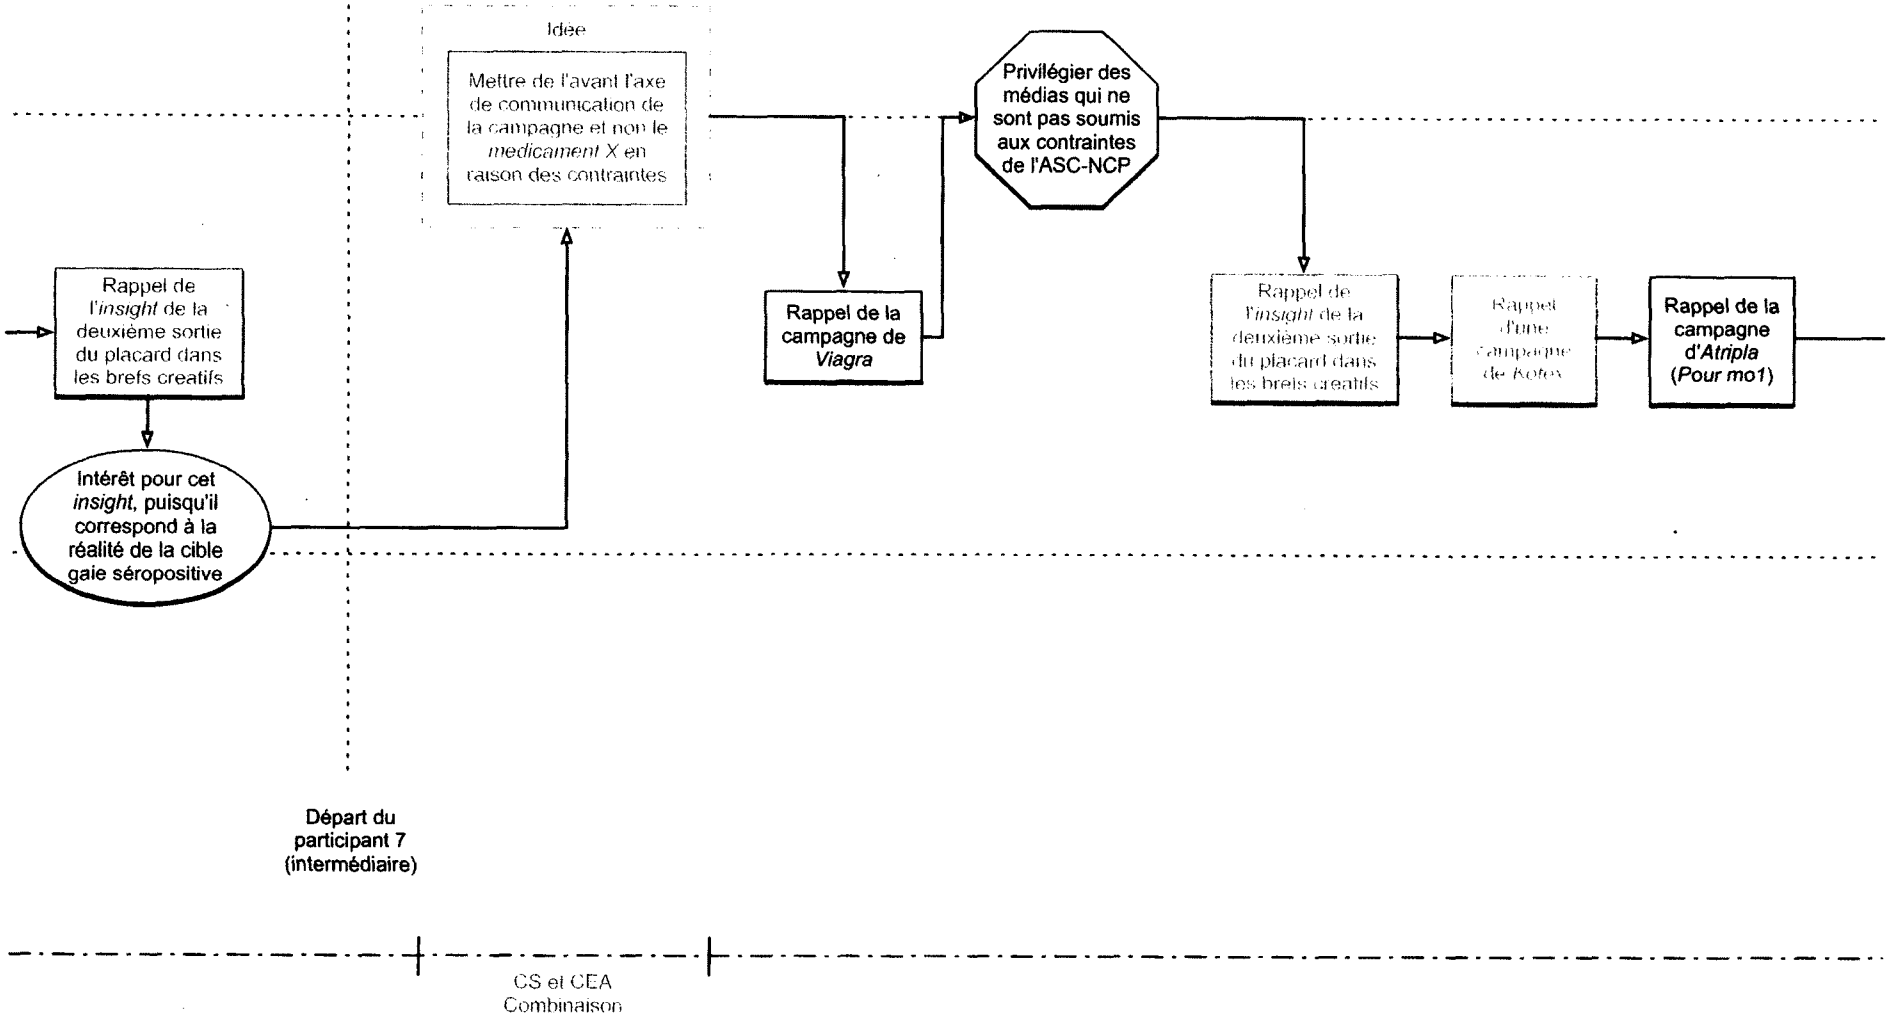 Idée
Mettre de l'avant l'axe
de communication de
la campagne et non le
medicament X en
raison des contraintes
Privilégier des
médias qui ne
sont pas soumis
aux contraintes
de l'ASC-NCP
Rappel de
l'insight de la
deuxième sortie
du placard dans
les brefs creatifs
Intérêt pour cet
insight, puisqu'il
correspond à la
réalité de la cible
gaie séropositive
Rappel de la
campagne de
Viagra
Rappel de
l'insight de la
deuxième sortie
du placard dans
les brefs creatifs
Rappel
d'une
campagne
de Kotex
Rappel de la
campagne
d'Atripla
(Pour mo1)
Départ du
participant 7
(intermédiaire)
CS et CEA
Combinaison